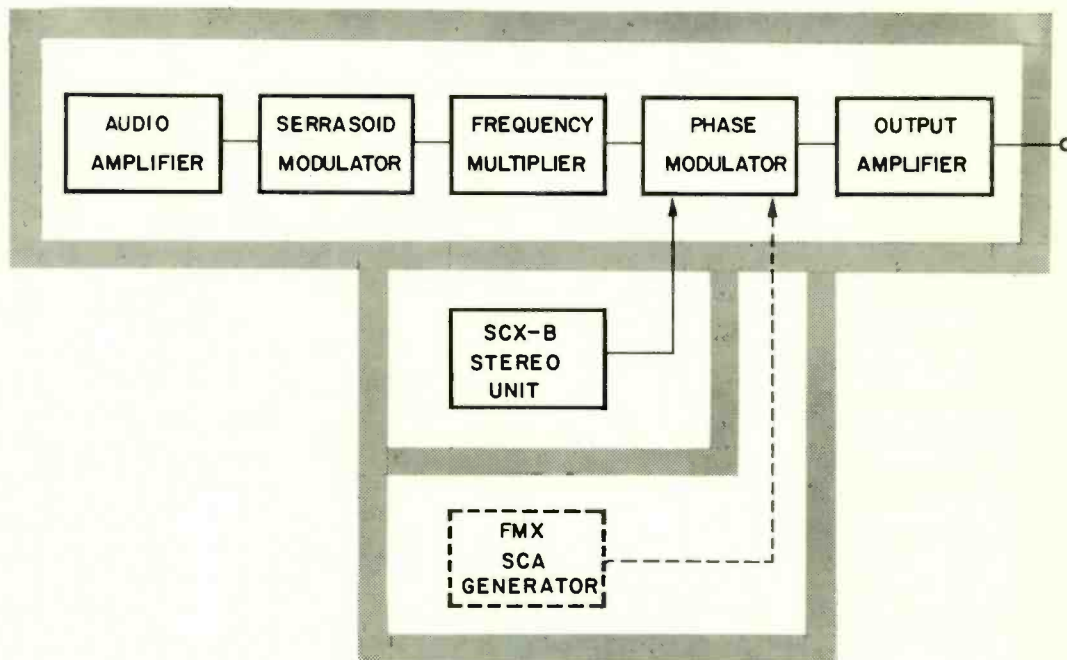 AUDIO
AMPLIFIER
SERRASOID
MODULATOR
FREQUENCY
MULTIPLIER
PHASE
MODULATOR
OUTPUT
AMPLIFIER
SCX-B
STEREO
UNIT
FMX
SCA
GENERATOR